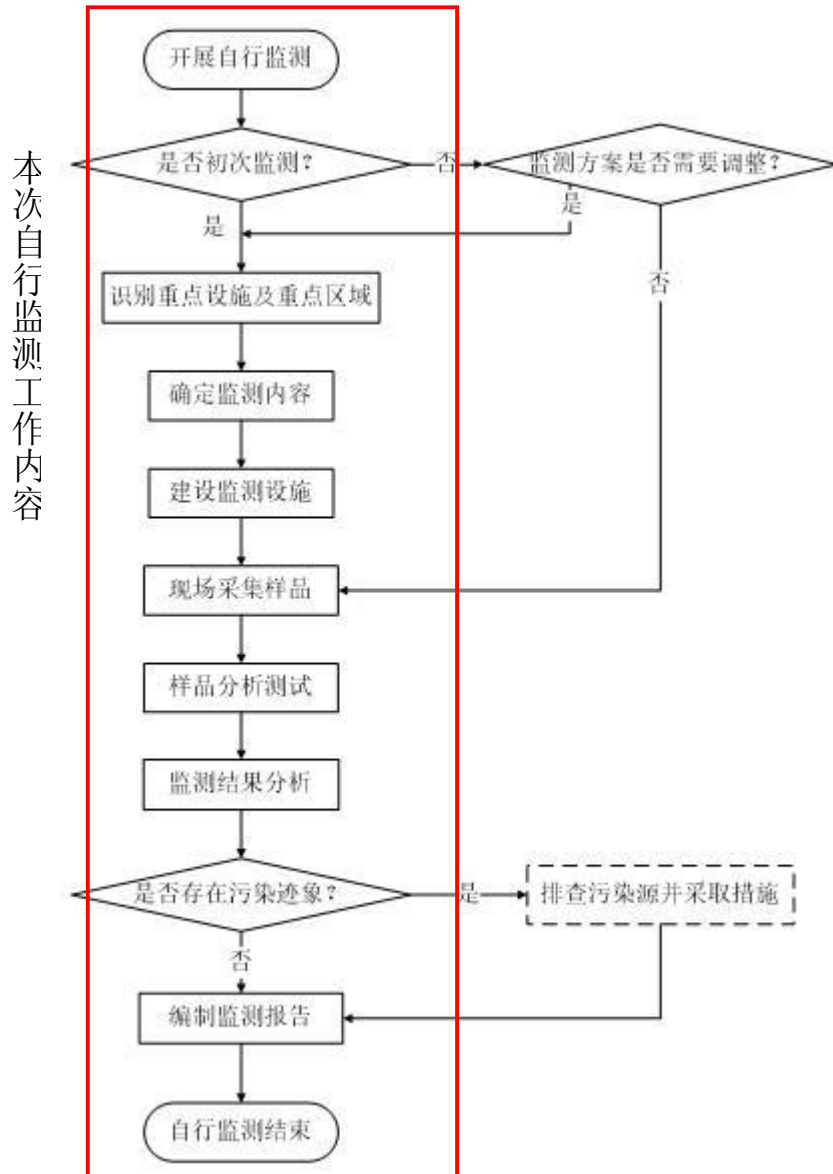 本次自行监测工作内容
开展自行监测
是否初次监测？
否
监测方案是否需要调整？
是
是
否
识别重点设施及重点区域
确定监测内容
建设监测设施
现场采集样品
样品分析测试
监测结果分析
是否存在污染迹象？
是
排查污染源并采取措施
否
编制监测报告
自行监测结束